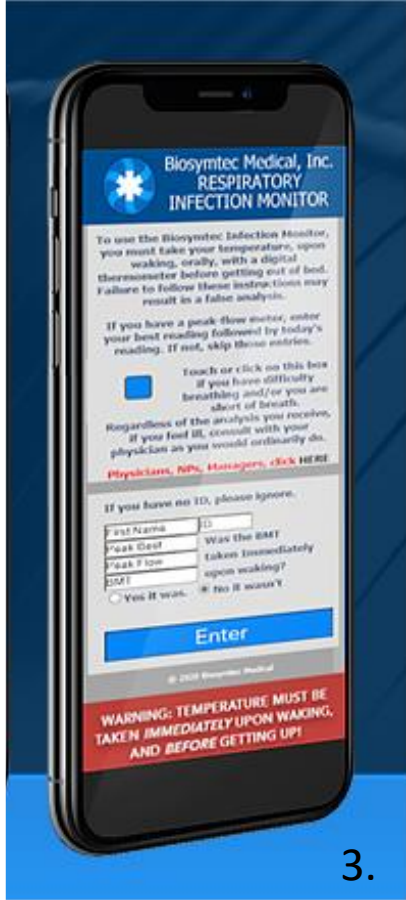 Biosymtec Medical, Inc.
RESPIRATORY
INFECTION MONITOR
To use the Biosymtec Infection Monitor,
you must take your temperature, upon
waking, orally, with a digital
thermometer before getting out of bed.
Failure to follow these instructions may
result in a false analysis.
If you have a peak-flow meter, enter
your best reading followed by today's
reading. If not, skip those entries.
Touch or click on this box
if you have difficulty
breathing and/or you are
short of breath.
Regardless of the analysis you receive,
if you feel ill, consult with your
physician as you would ordinarily do.
Physicians, NPs, Managers, click HERE
If you have no ID, please ignore.
First Name ID
Peak Best
Peak Flow
BMT
Was the BMT
taken Immediately
upon waking?
Yes it was. No it wasn't
Enter
© 2020 Biosymtec Medical
WARNING: TEMPERATURE MUST BE
TAKEN IMMEDIATELY UPON WAKING,
AND BEFORE GETTING UP!
3.